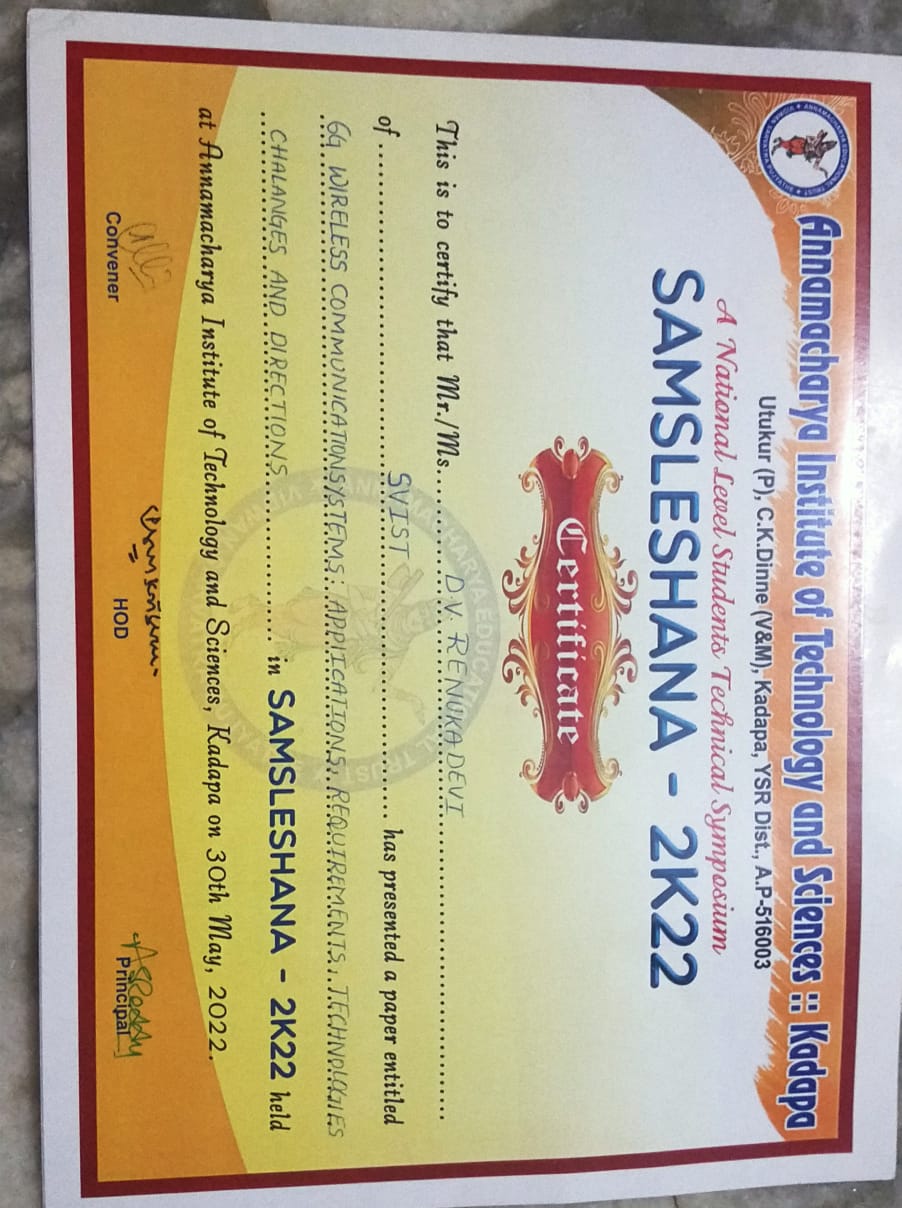 Annamacharya Institute of Technology and Sciences :: Kadapa
Utukur (P), C.K.Dinne (V&M), Kadapa, YSR Dist., A.P-516003
A National Level Students Technical Symposium
SAMSLESHANA - 2K22
Certificate
This is to certify that Mr./Ms. D.V. RENUKADEVI
of SVIST has presented a paper entitled
6G WIRELESS COMMUNICATIONSYSTEMS: APPLICATIONS, REQUIREMENTS, TECHNOLOGIES
CHALANGES AND DIRECTIONS in SAMSLESHANA - 2K22 held
at Annamacharya Institute of Technology and Sciences, Kadapa on 30th May, 2022.
ASReddy
Convener HOD Principal